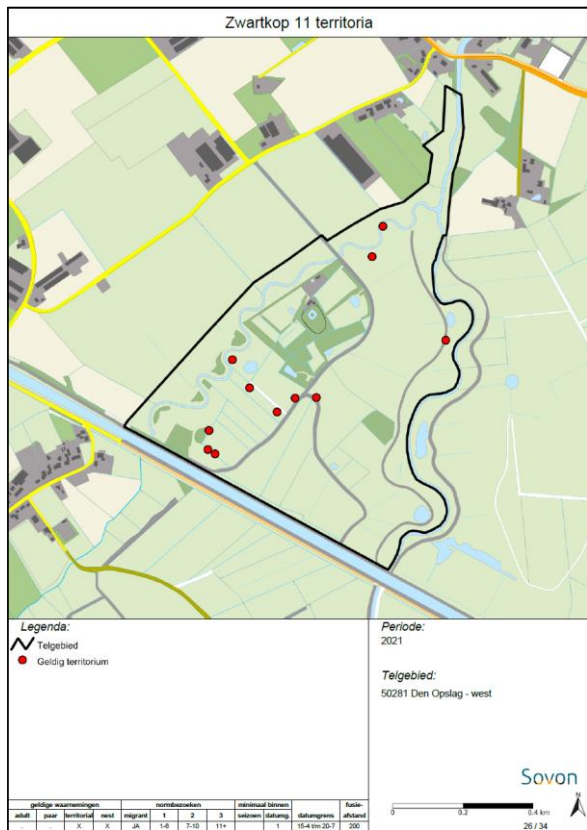 Zwartkop 11 territoria
Legenda:
Telgebied
Geldig territorium
Periode:
2021
Telgebied:
50281 Den Opslag - west
Sovon
0 0.2 0.4 km
N
26 / 34
geldige waarnemingen normbezoeken minimaal binnen fusie-
adult paar territorial nest migrant 1 2 3 seizoen datumg. datumgrens afstand
. . X X JA 1-6 7-10 11+ 1 15-4 t/m 20-7 200